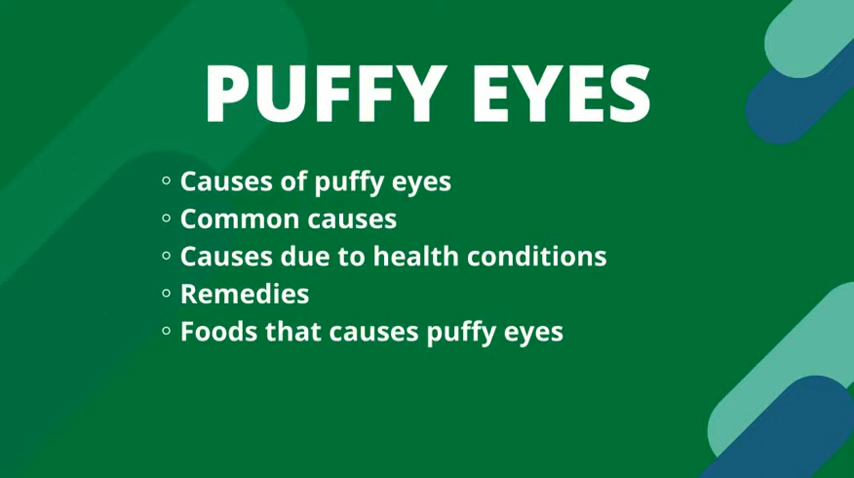 PUFFY EYES
◦ Causes of puffy eyes
◦ Common causes
◦ Causes due to health conditions
◦ Remedies
◦ Foods that causes puffy eyes